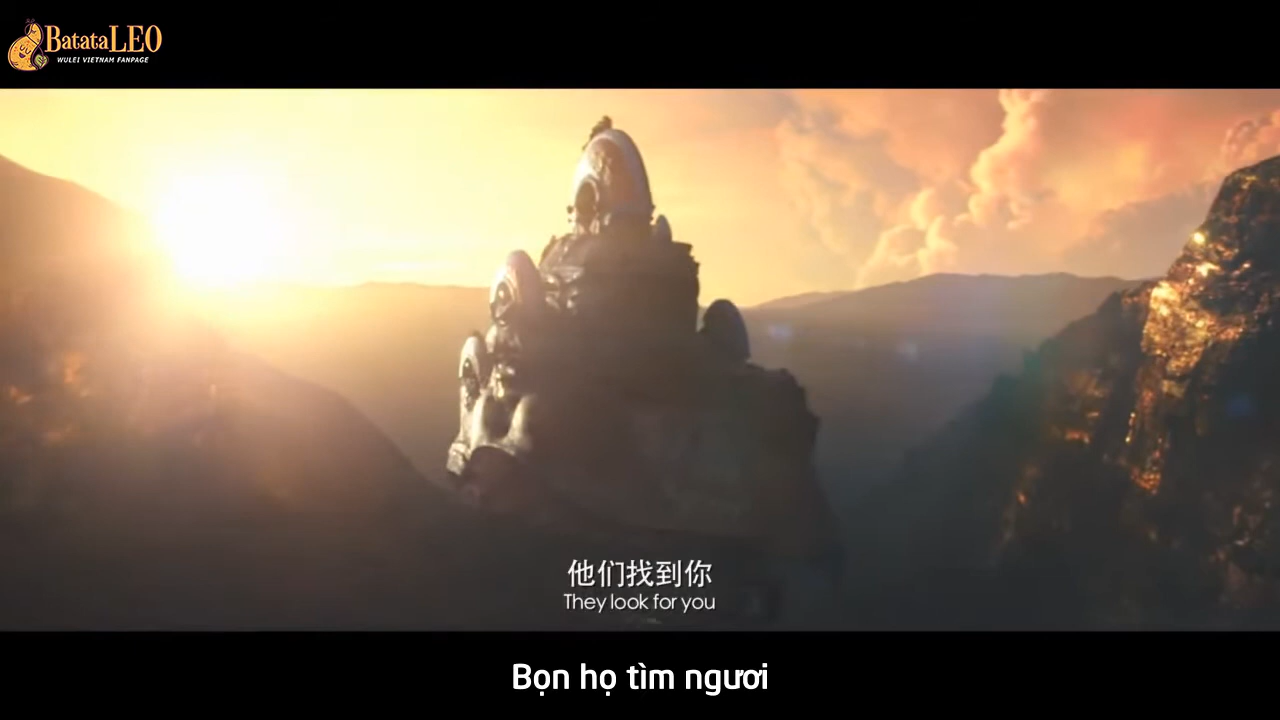 BatataLEO
WULEI VIETNAM FANPAGE
他们找到你
They look for you
Bọn họ tìm ngươi